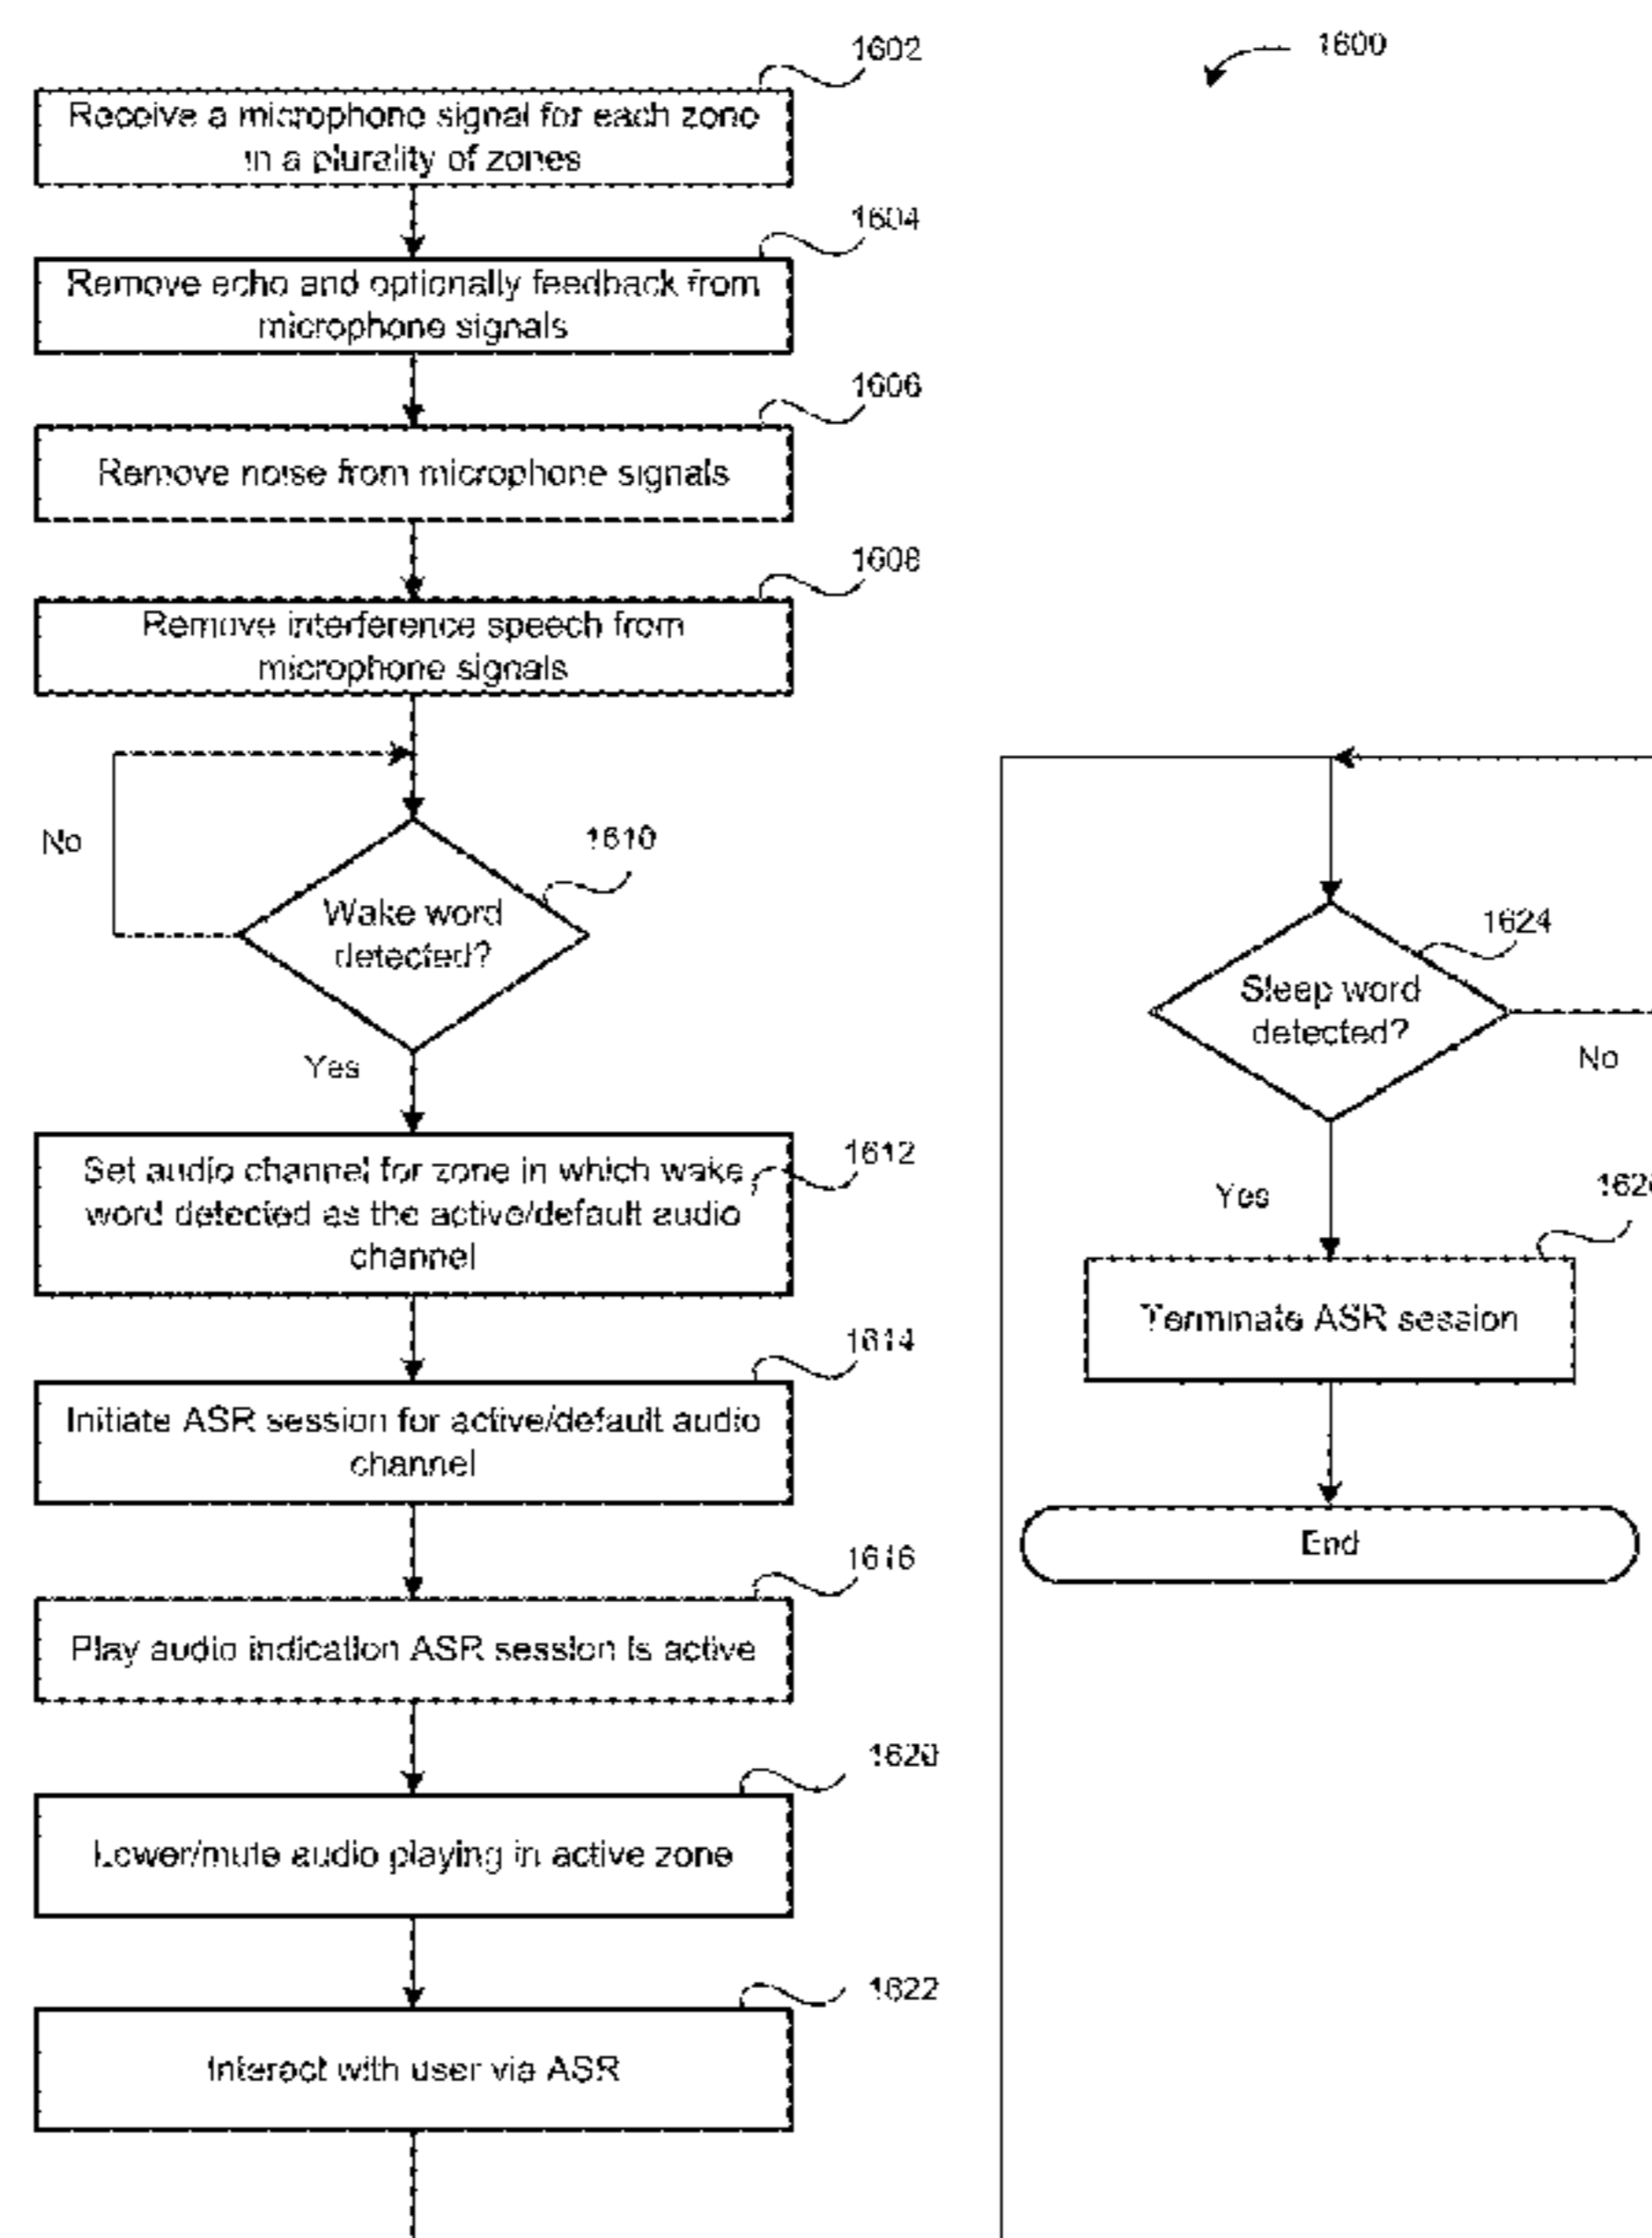 1600
1602
Receive a microphone signal for each zone
in a plurality of zones
1604
Remove echo and optionally feedback from
microphone signals
1606
Remove noise from microphone signals
1608
Remove interference speech from
microphone signals
No
1610
Wake word
detected?
Yes
1612
Set audio channel for zone in which wake
word detected as the active/default audio
channel
1614
Initiate ASR session for active/default audio
channel
1616
Play audio indication ASR session is active
1620
Lower/mute audio playing in active zone
1622
Interact with user via ASR
1624
Sleep word
detected?
No
Yes
Terminate ASR session
End